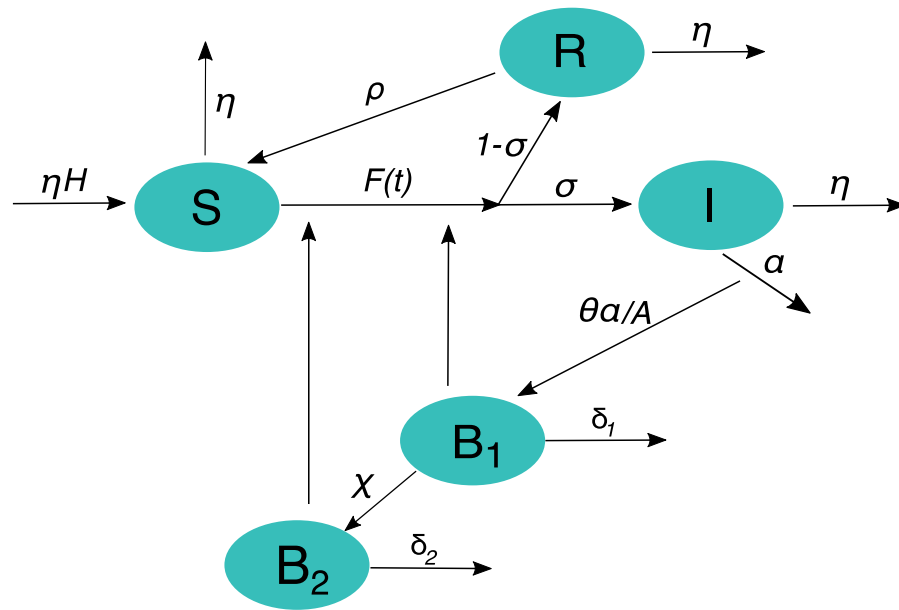 R
η
ρ
η
1-σ
ηH
S
F(t)
σ
I
η
α
θα/A
B₁
δ₁
χ
B₂
δ₂